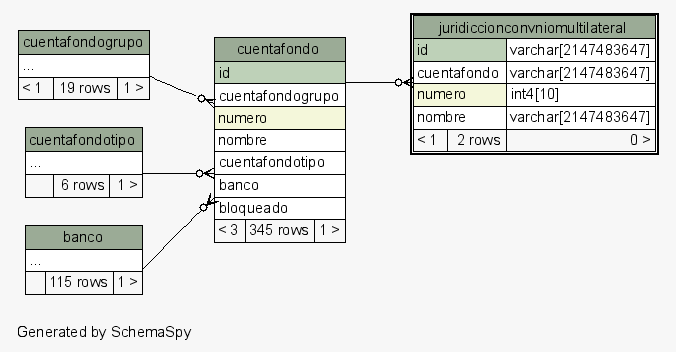 cuentafondogrupo
...
< 1 19 rows 1 >
cuentafondotipo
...
6 rows 1 >
banco
...
115 rows 1 >
cuentafondo
id
cuentafondogrupo
numero
nombre
cuentafondotipo
banco
bloqueado
< 3 345 rows 1 >
juridiccionconvniomultilateral
id varchar[2147483647]
cuentafondo varchar[2147483647]
numero int4[10]
nombre varchar[2147483647]
< 1 2 rows 0 >
Generated by SchemaSpy